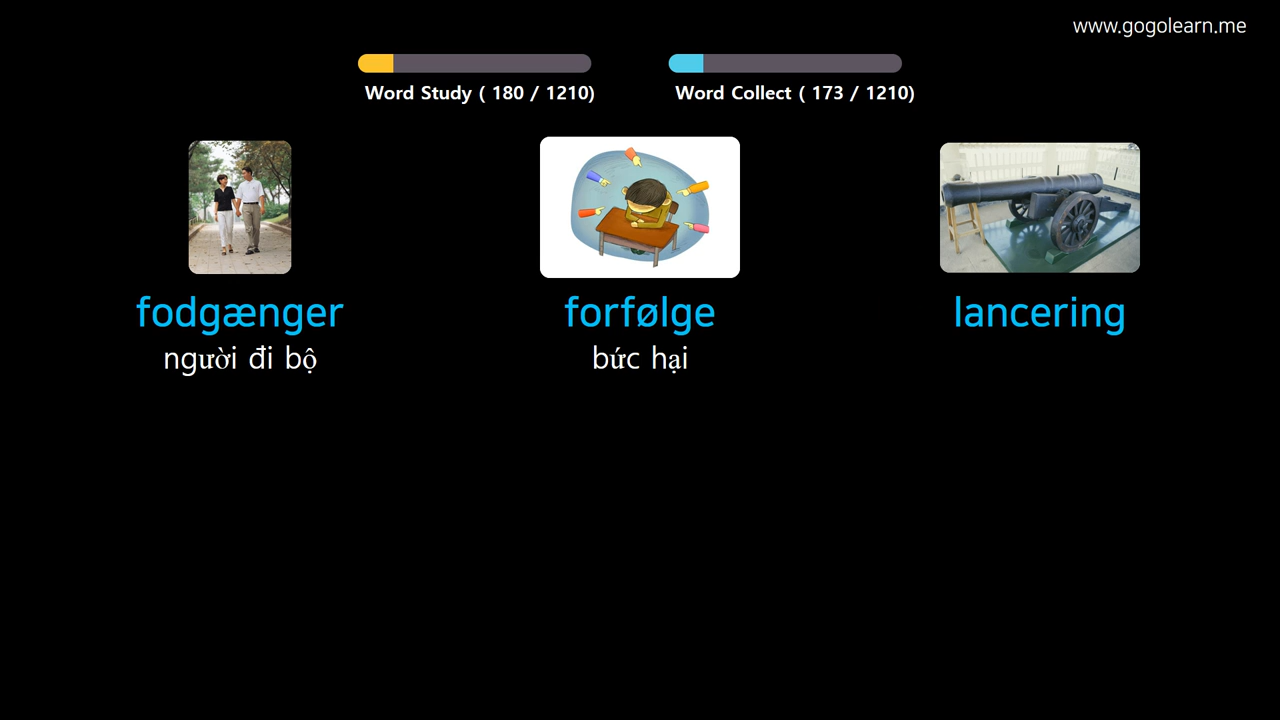 www.gogolearn.me
Word Study ( 180 / 1210)
Word Collect ( 173 / 1210)
fodgænger
người đi bộ
forfølge
bức hại
lancering